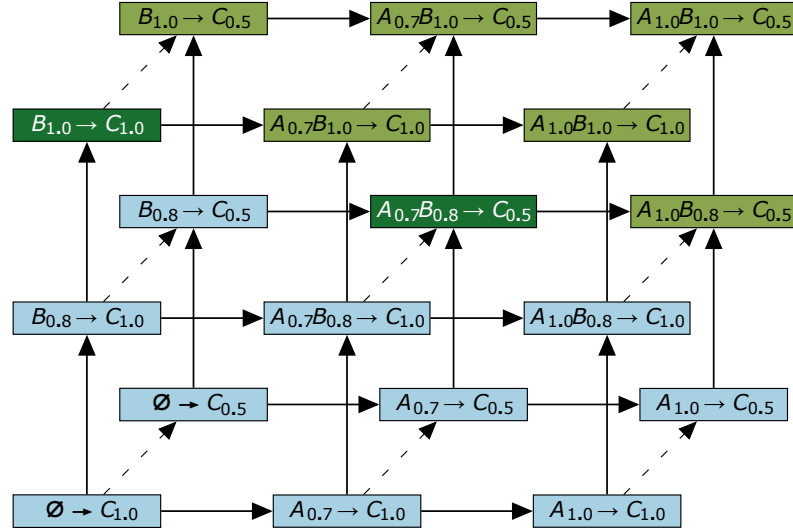 B₁.₀ → C₀.₅ A₀.₇B₁.₀ → C₀.₅ A₁.₀B₁.₀ → C₀.₅
B₁.₀ → C₁.₀ A₀.₇B₁.₀ → C₁.₀ A₁.₀B₁.₀ → C₁.₀
B₀.₈ → C₀.₅ A₀.₇B₀.₈ → C₀.₅ A₁.₀B₀.₈ → C₀.₅
B₀.₈ → C₁.₀ A₀.₇B₀.₈ → C₁.₀ A₁.₀B₀.₈ → C₁.₀
∅ → C₀.₅ A₀.₇ → C₀.₅ A₁.₀ → C₀.₅
∅ → C₁.₀ A₀.₇ → C₁.₀ A₁.₀ → C₁.₀